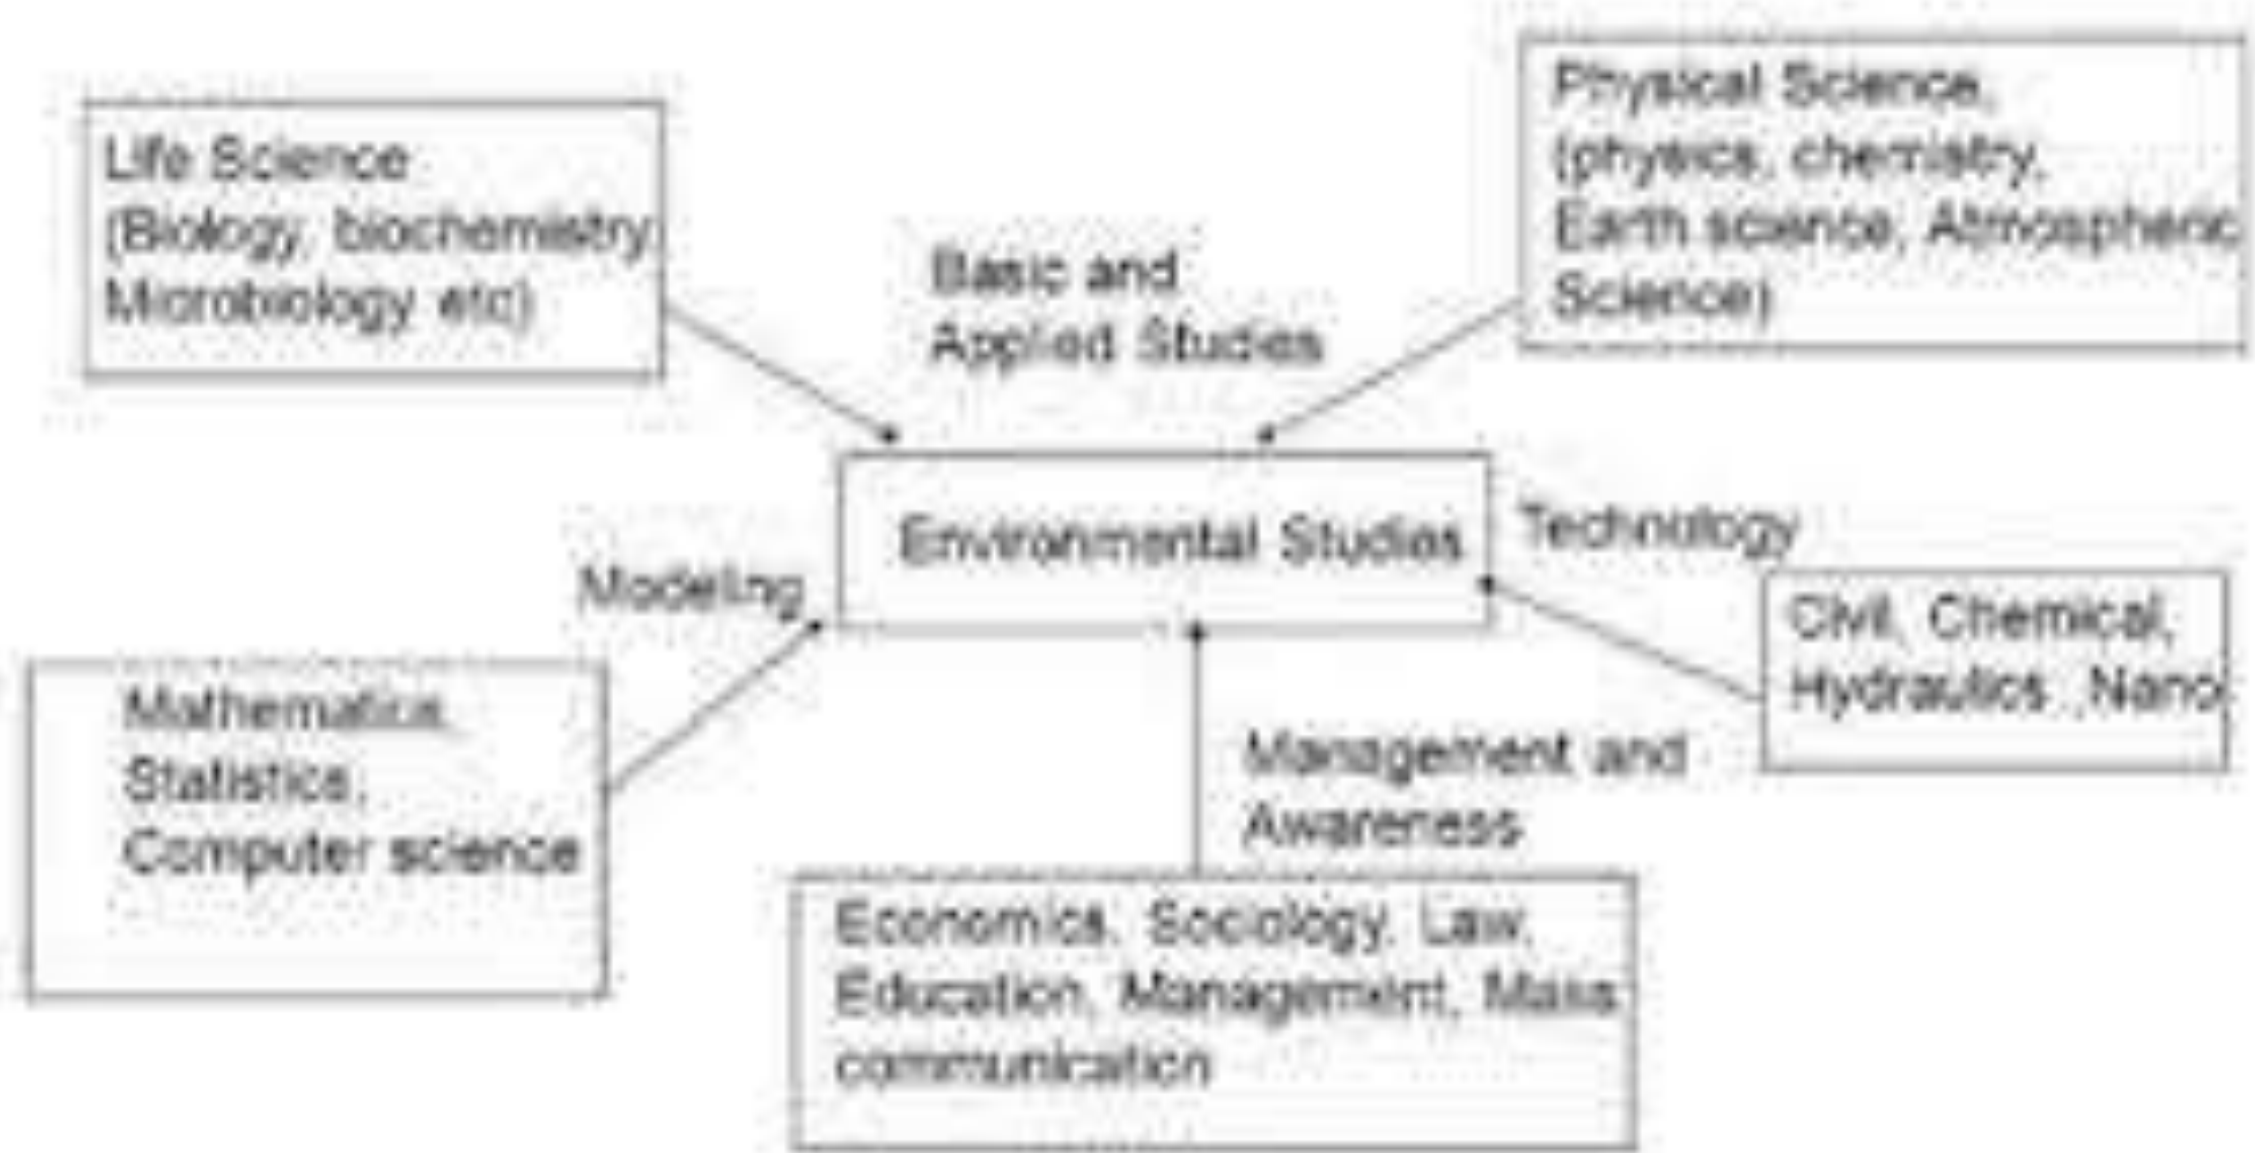 Life Science
(Biology, biochemistry,
Microbiology etc)
Basic and
Applied Studies
Physical Science,
(physics, chemistry,
Earth science, Atmospheric
Science)
Environmental Studies
Technology
Civil, Chemical,
Hydraulics ,Nano
Modeling
Mathematics,
Statistics,
Computer science
Management and
Awareness
Economics, Sociology, Law,
Education, Management, Mass
communication